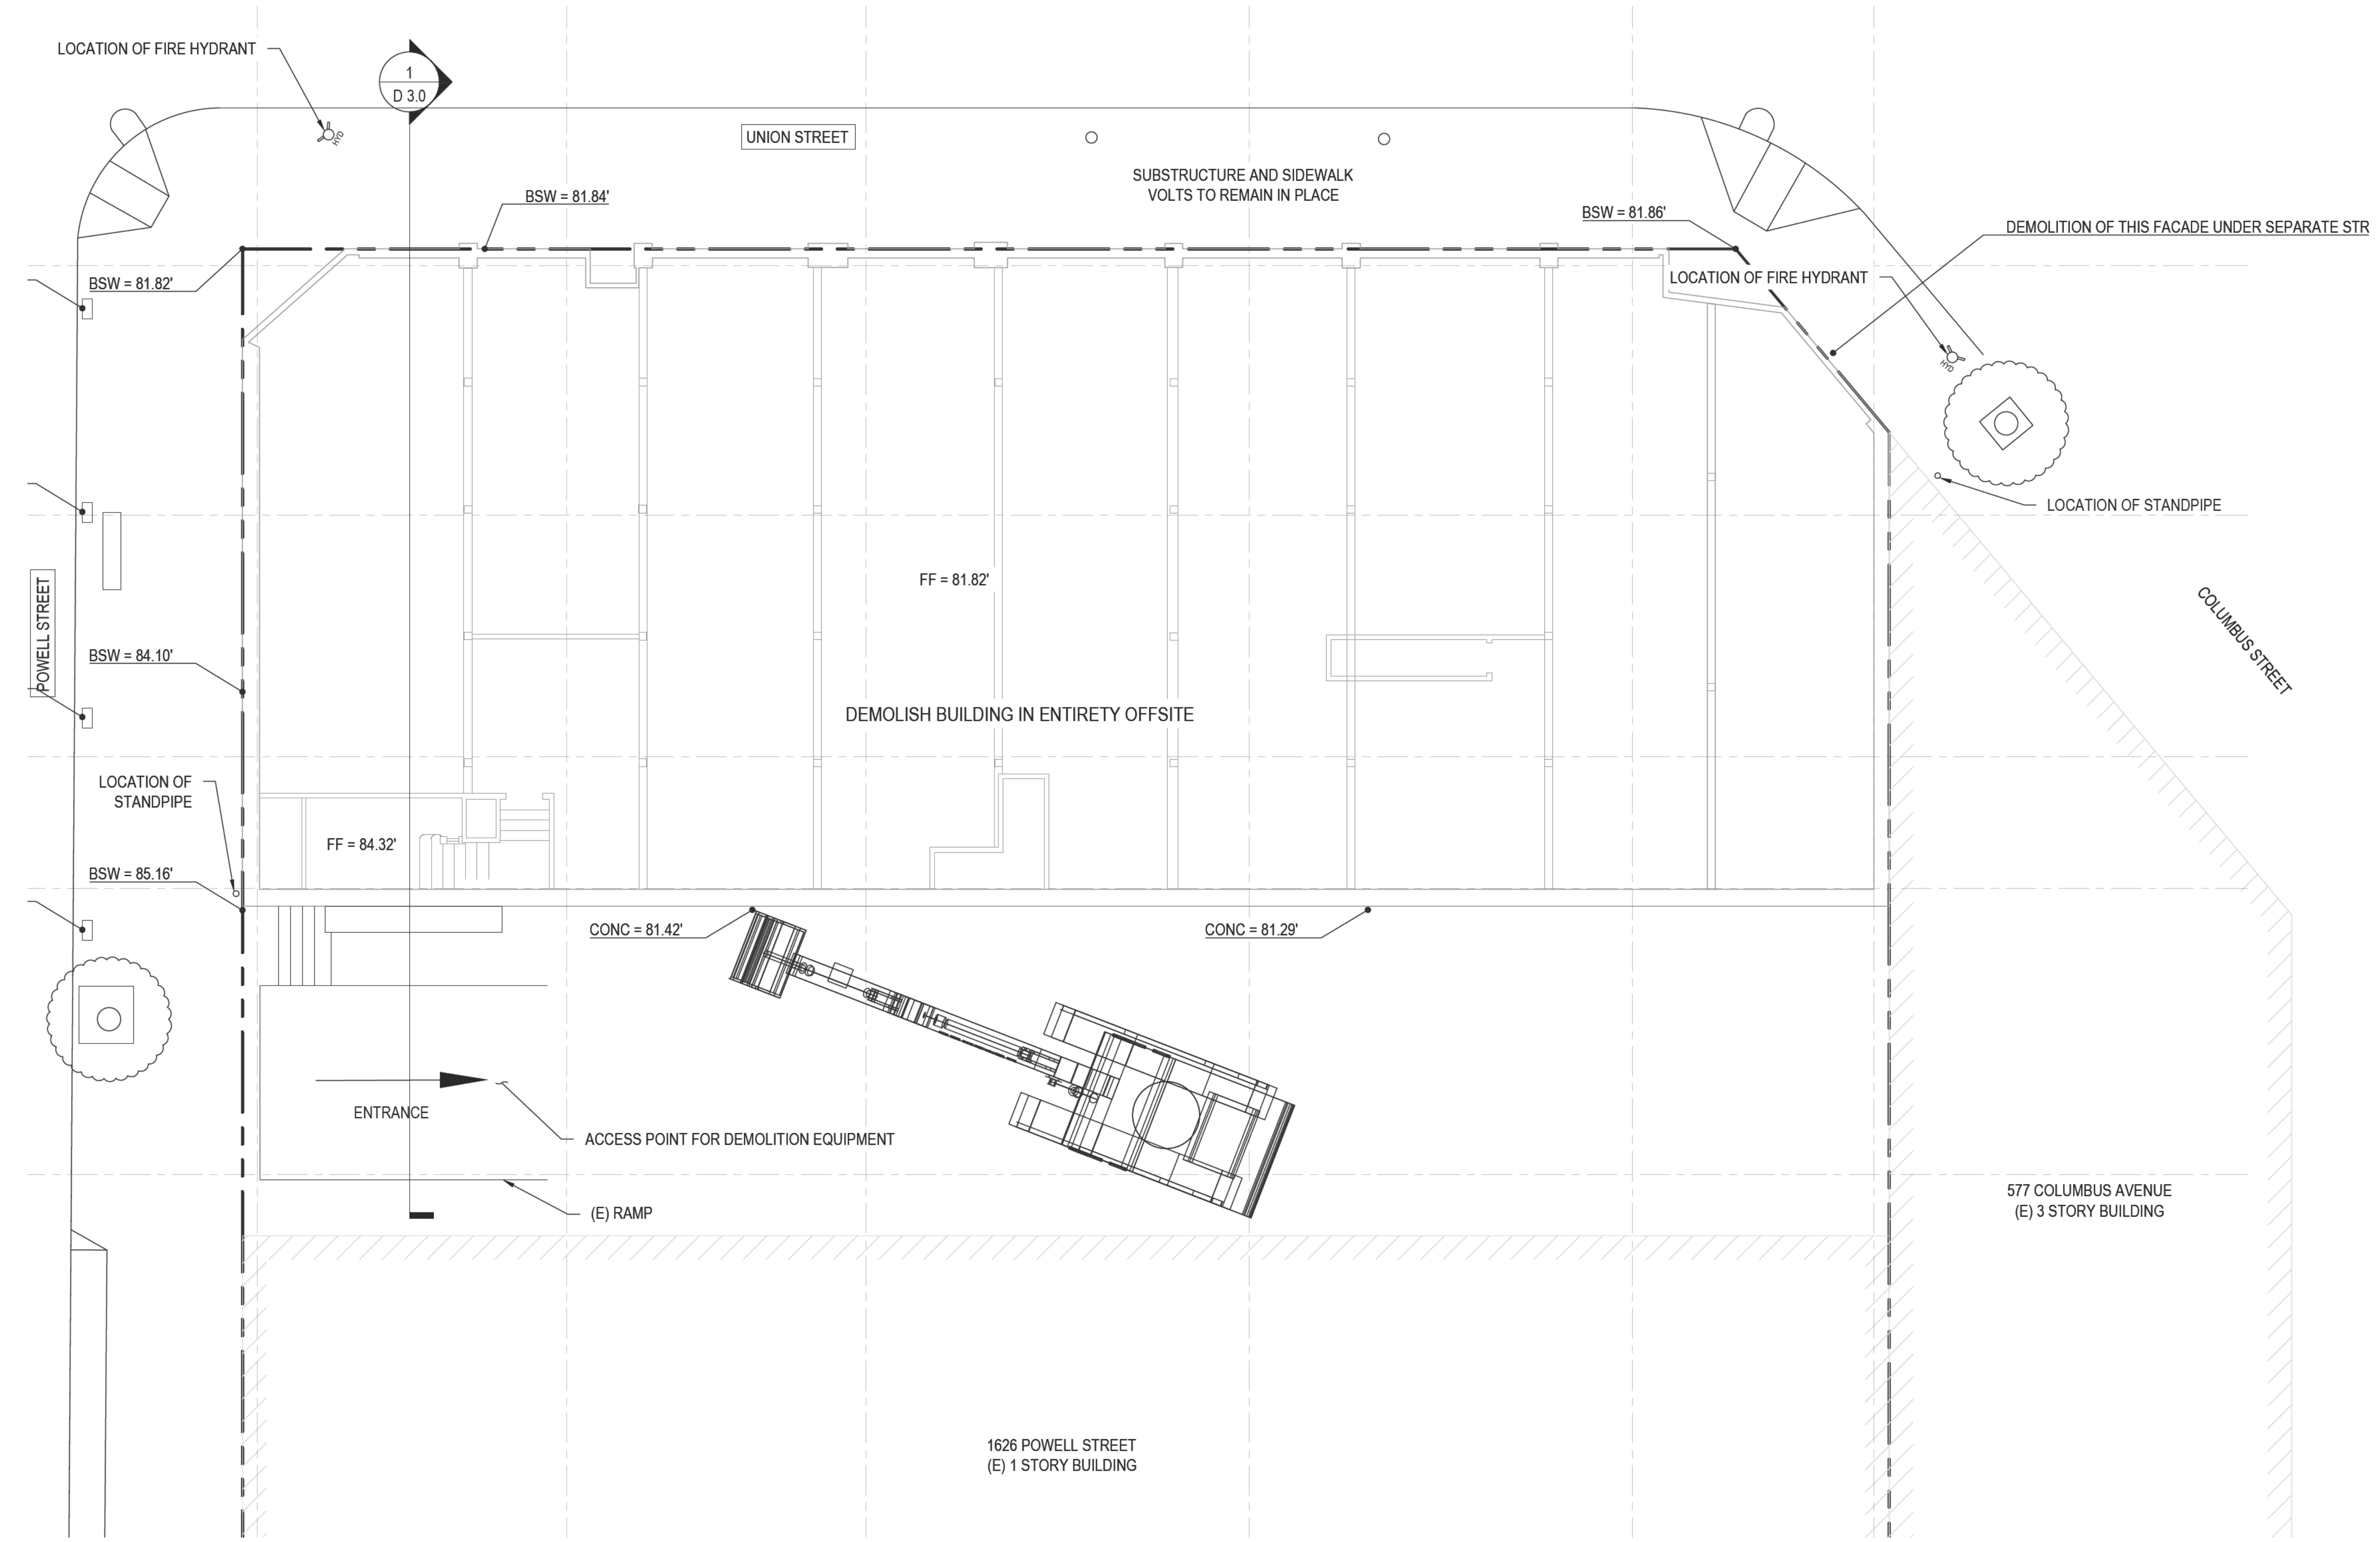 LOCATION OF FIRE HYDRANT
1
D 3.0
HYD
UNION STREET
SUBSTRUCTURE AND SIDEWALK
VOLTS TO REMAIN IN PLACE
BSW = 81.84'
BSW = 81.86'
DEMOLITION OF THIS FACADE UNDER SEPARATE STR
BSW = 81.82'
LOCATION OF FIRE HYDRANT
HYD
LOCATION OF STANDPIPE
FF = 81.82'
POWELL STREET
COLUMBUS STREET
BSW = 84.10'
DEMOLISH BUILDING IN ENTIRETY OFFSITE
LOCATION OF
STANDPIPE
FF = 84.32'
BSW = 85.16'
CONC = 81.42'
CONC = 81.29'
ENTRANCE
ACCESS POINT FOR DEMOLITION EQUIPMENT
(E) RAMP
577 COLUMBUS AVENUE
(E) 3 STORY BUILDING
1626 POWELL STREET
(E) 1 STORY BUILDING